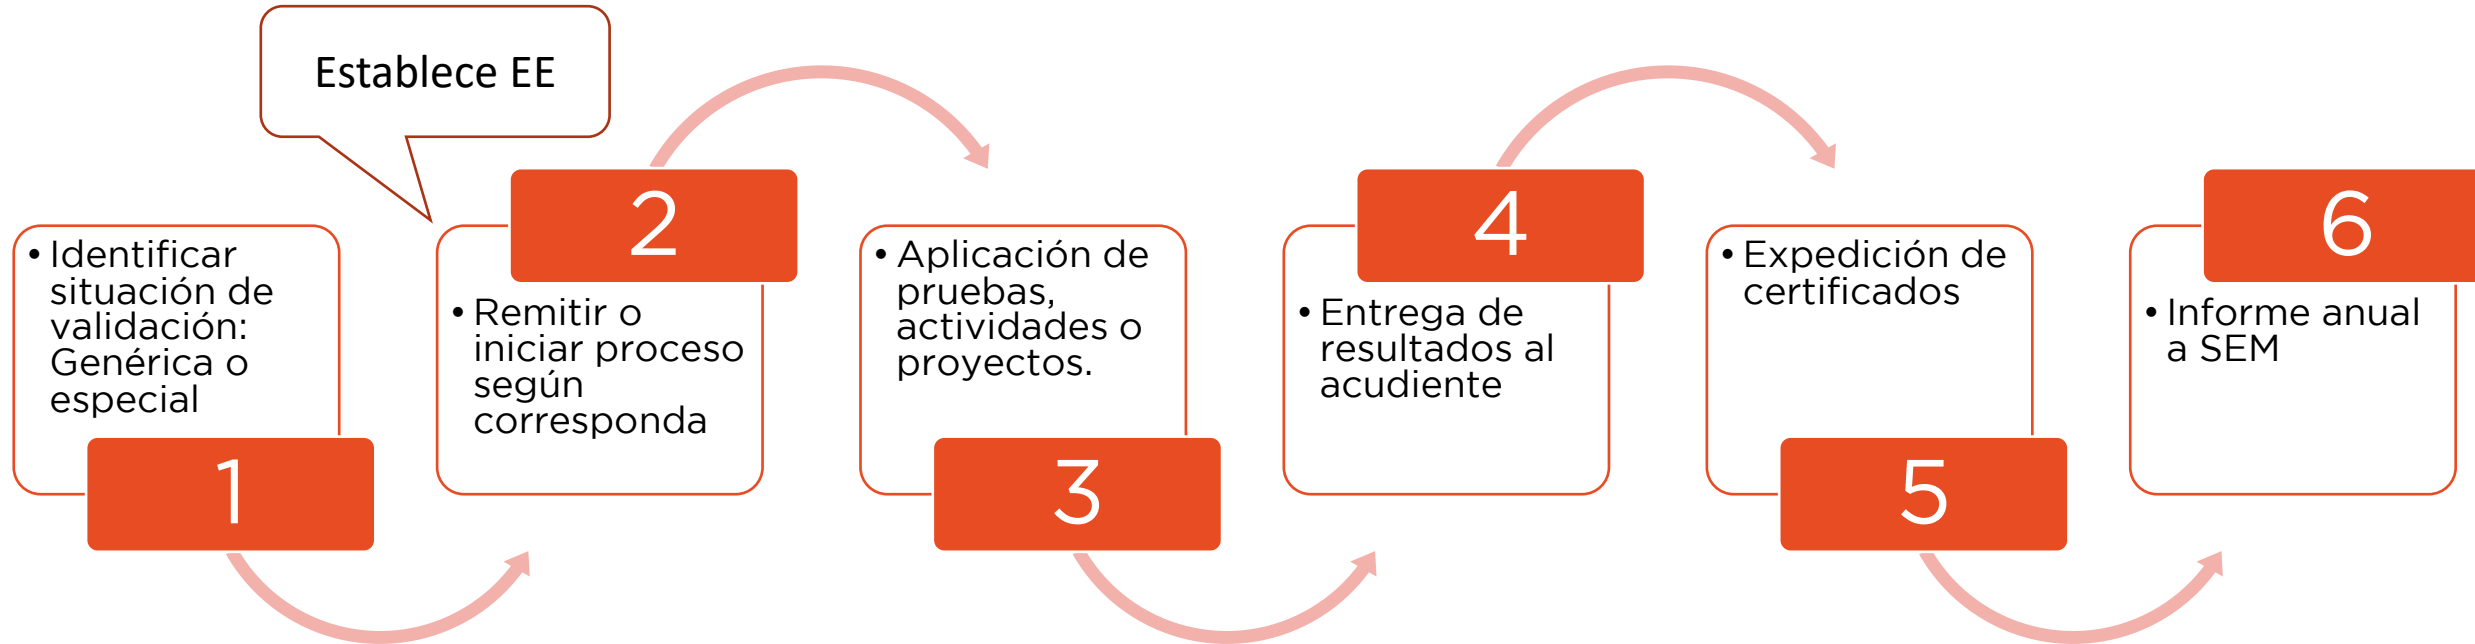 Establece EE
• Identificar
situación de
validación:
Genérica o
especial
1
2
• Remitir o
iniciar proceso
según
corresponda
• Aplicación de
pruebas,
actividades o
proyectos.
3
4
• Entrega de
resultados al
acudiente
• Expedición de
certificados
5
6
• Informe anual
a SEM